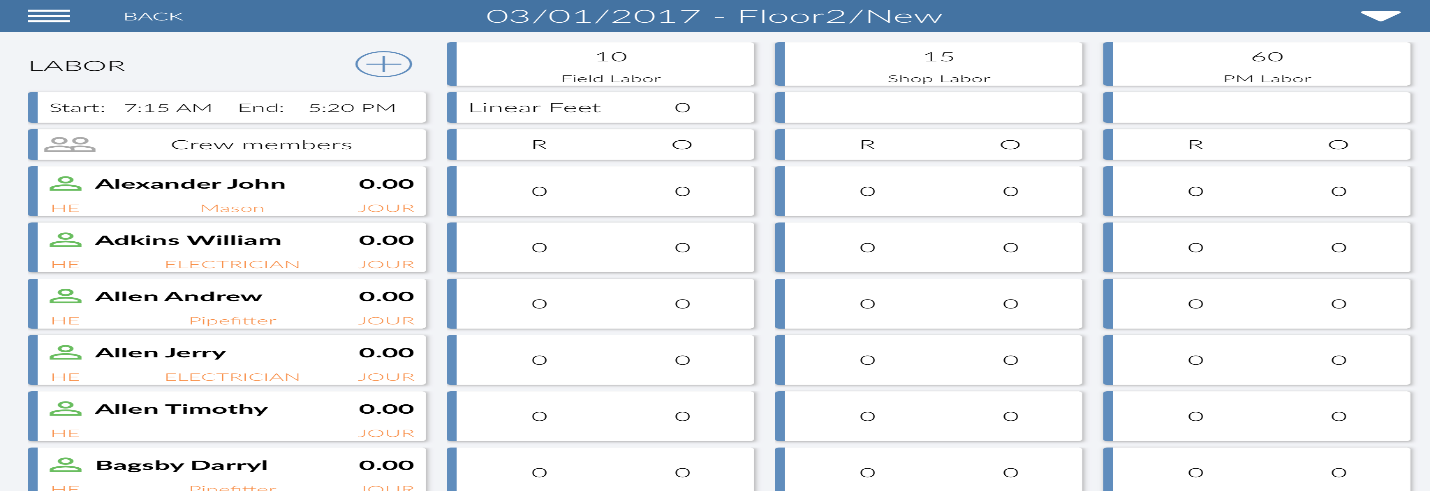 BACK 03/01/2017 - Floor2/New
LABOR 10 15 60
Field Labor Shop Labor PM Labor
Start: 7:15 AM End: 5:20 PM Linear Feet 0
Crew members R O R O R O
Alexander John 0.00
0 0 0 0 0 0
HE Mason JOUR
Adkins William 0.00
0 0 0 0 0 0
HE ELECTRICIAN JOUR
Allen Andrew 0.00
0 0 0 0 0 0
HE Pipefitter JOUR
Allen Jerry 0.00
0 0 0 0 0 0
HE ELECTRICIAN JOUR
Allen Timothy 0.00
0 0 0 0 0 0
HE JOUR
Bagsby Darryl 0.00
0 0 0 0 0 0
HE Pipefitter JOUR